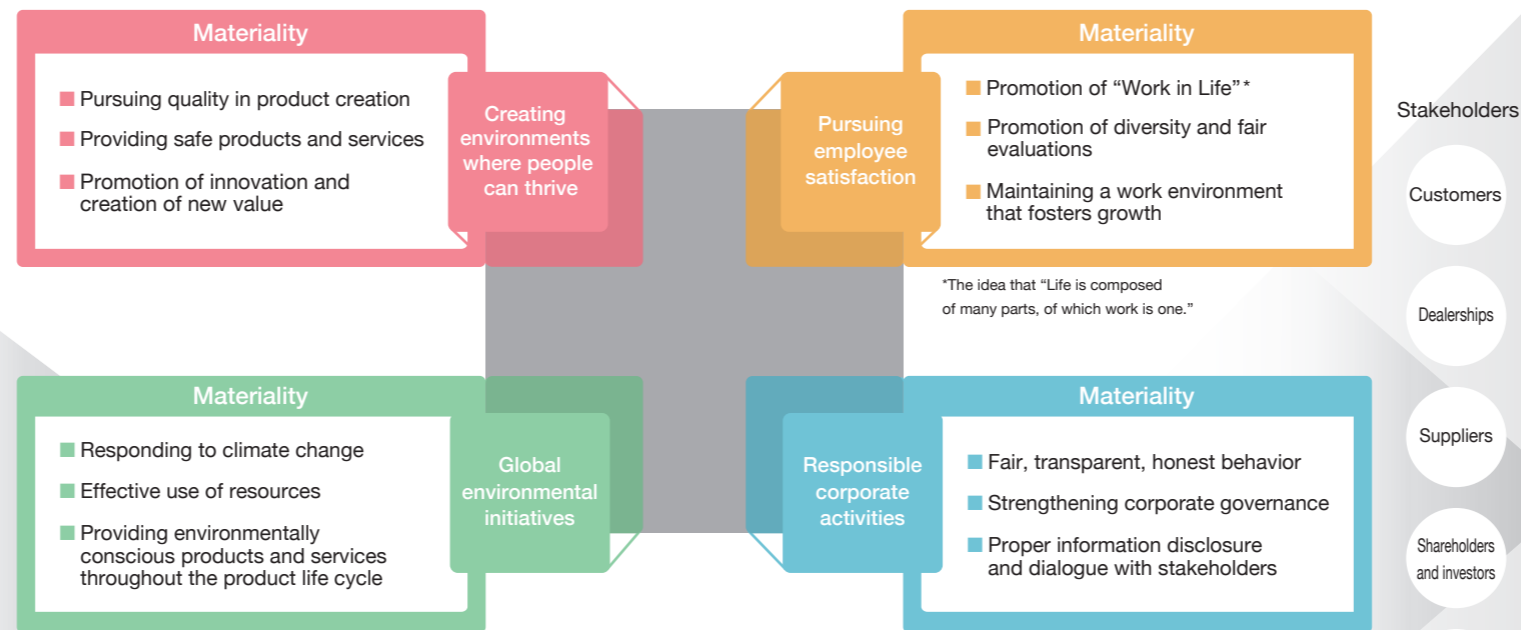 Materiality
■ Pursuing quality in product creation
■ Providing safe products and services
■ Promotion of innovation and
creation of new value
Creating
environments
where people
can thrive
Materiality
■ Promotion of “Work in Life”*
■ Promotion of diversity and fair
evaluations
■ Maintaining a work environment
that fosters growth
Pursuing
employee
satisfaction
*The idea that “Life is composed
of many parts, of which work is one.”
Materiality
■ Responding to climate change
■ Effective use of resources
■ Providing environmentally
conscious products and services
throughout the product life cycle
Global
environmental
initiatives
Materiality
■ Fair, transparent, honest behavior
■ Strengthening corporate governance
■ Proper information disclosure
and dialogue with stakeholders
Responsible
corporate
activities
Stakeholders
Customers
Dealerships
Suppliers
Shareholders
and investors